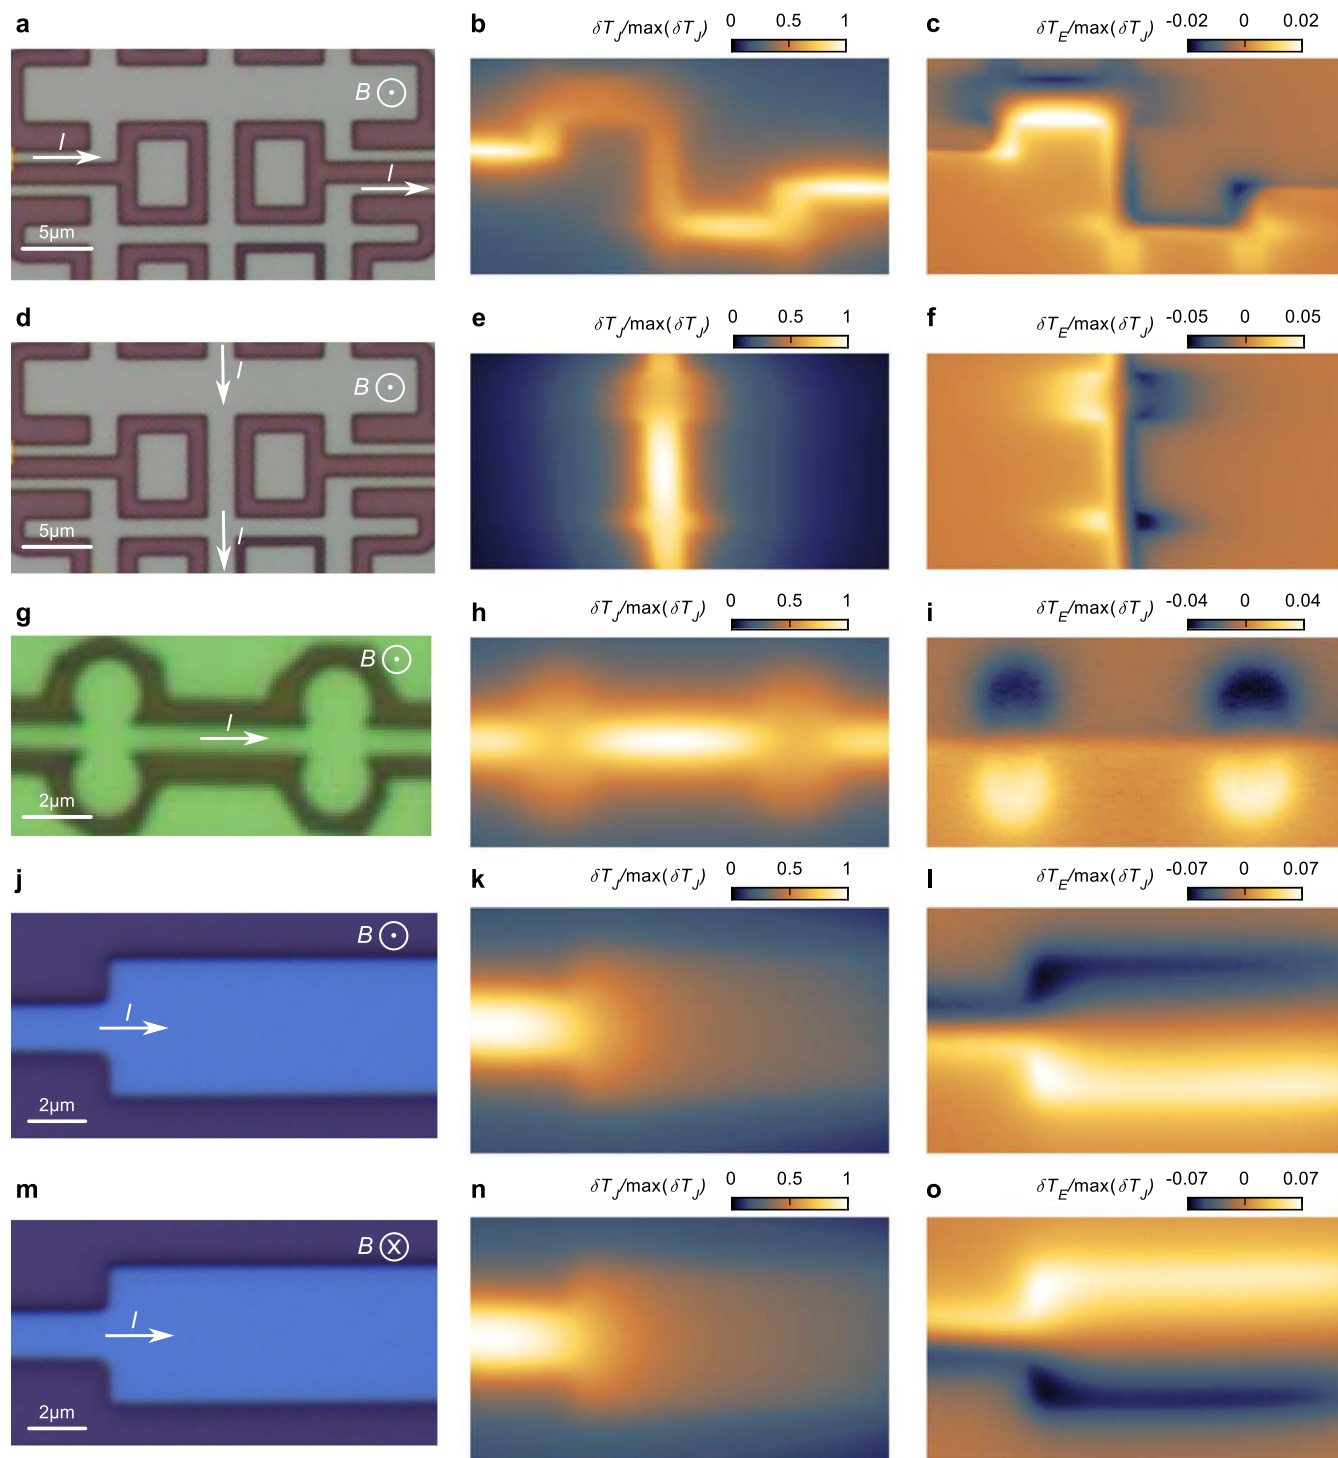 a
b
δT_J/max(δT_J)
0 0.5 1
c
δT_E/max(δT_J)
-0.02 0 0.02
B
I
I
5µm
d
e
δT_J/max(δT_J)
0 0.5 1
f
δT_E/max(δT_J)
-0.05 0 0.05
I
B
I
5µm
g
h
δT_J/max(δT_J)
0 0.5 1
i
δT_E/max(δT_J)
-0.04 0 0.04
B
I
2µm
j
k
δT_J/max(δT_J)
0 0.5 1
l
δT_E/max(δT_J)
-0.07 0 0.07
B
I
2µm
m
n
δT_J/max(δT_J)
0 0.5 1
o
δT_E/max(δT_J)
-0.07 0 0.07
B X
I
2µm